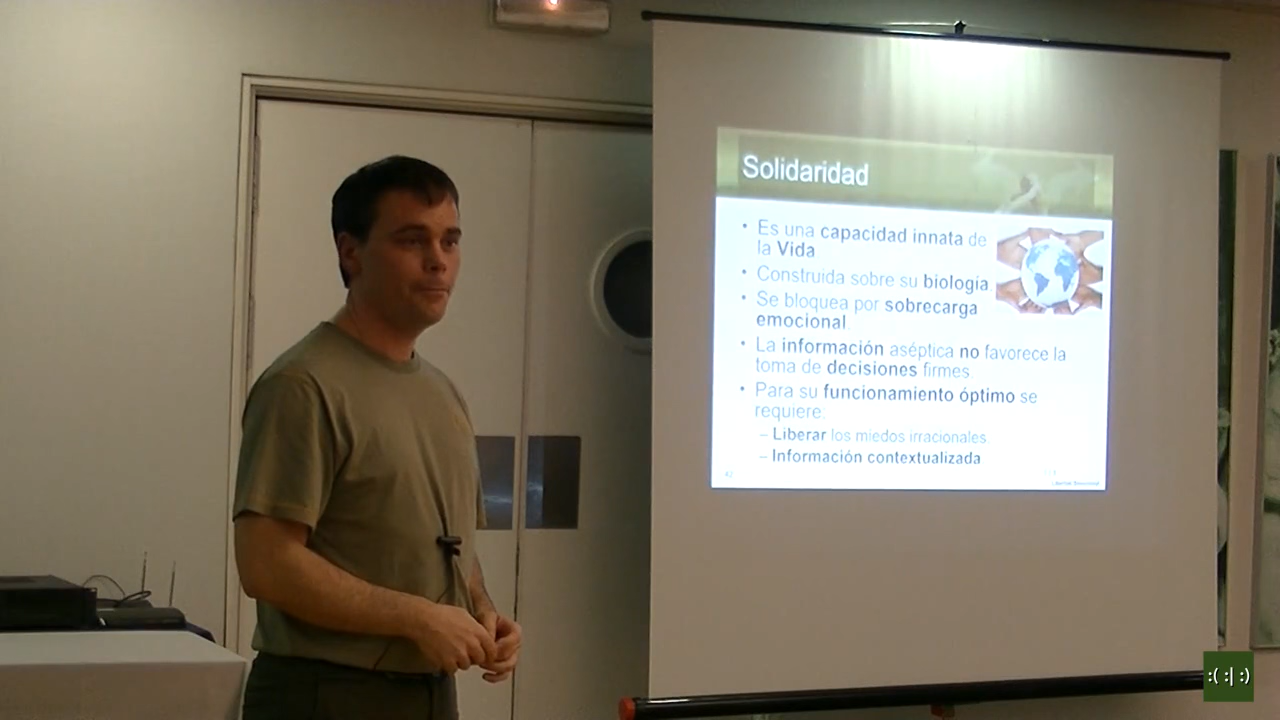 Solidaridad
• Es una capacidad innata de
la Vida
• Construida sobre su biología.
• Se bloquea por sobrecarga
emocional.
• La información aséptica no favorece la
toma de decisiones firmes.
• Para su funcionamiento óptimo se
requiere:
– Liberar los miedos irracionales.
– Información contextualizada
42
:( :| :)